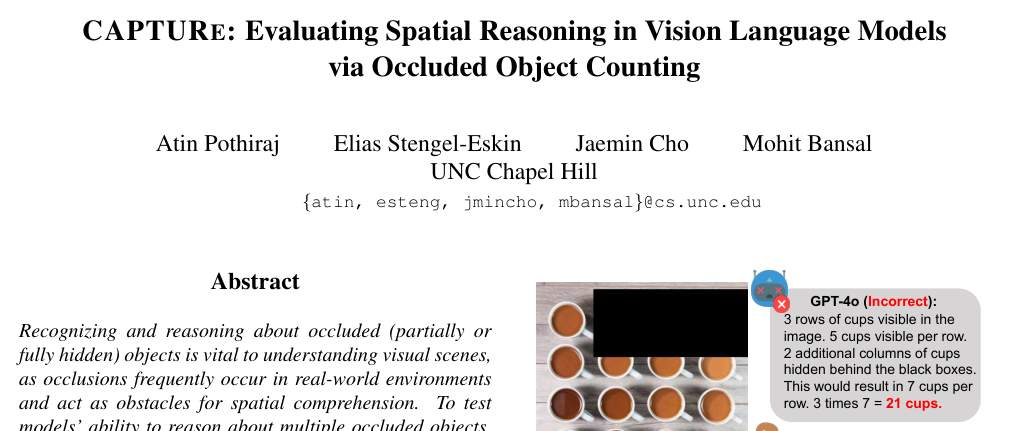 CAPTURE: Evaluating Spatial Reasoning in Vision Language Models
via Occluded Object Counting
Atin Pothiraj Elias Stengel-Eskin Jaemin Cho Mohit Bansal
UNC Chapel Hill
{atin, esteng, jmincho, mbansal}@cs.unc.edu
Abstract
Recognizing and reasoning about occluded (partially or
fully hidden) objects is vital to understanding visual scenes,
as occlusions frequently occur in real-world environments
and act as obstacles for spatial comprehension. To test
models' ability to reason about multiple occluded objects,
GPT-4o (Incorrect):
3 rows of cups visible in the
image. 5 cups visible per row.
2 additional columns of cups
hidden behind the black boxes.
This would result in 7 cups per
row. 3 times 7 = 21 cups.